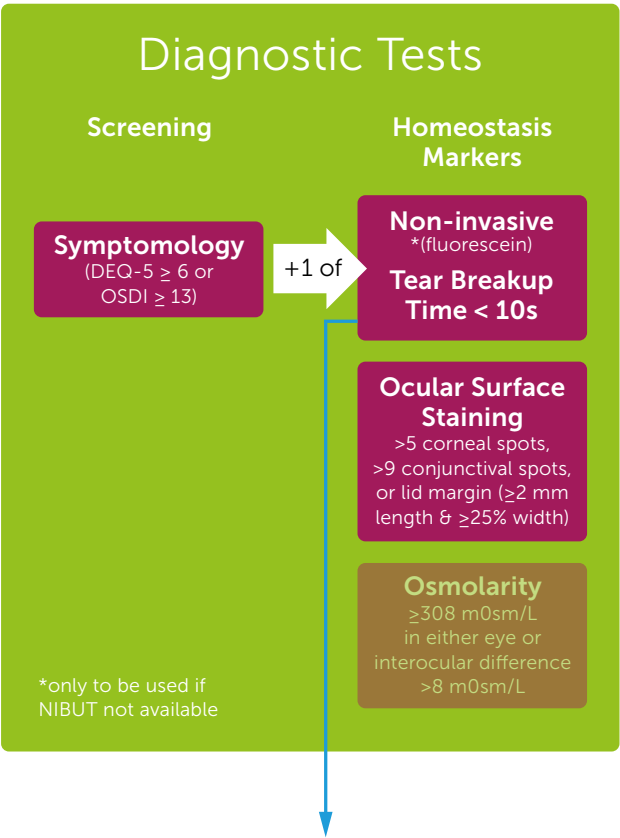 Diagnostic Tests
Screening
Homeostasis
Markers
Symptomology
(DEQ-5 ≥ 6 or
OSDI ≥ 13)
+1 of
Non-invasive
*(fluorescein)
Tear Breakup
Time < 10s
Ocular Surface
Staining
>5 corneal spots,
>9 conjunctival spots,
or lid margin (≥2 mm
length & ≥25% width)
Osmolarity
≥308 m0sm/L
in either eye or
interocular difference
>8 m0sm/L
*only to be used if
NIBUT not available